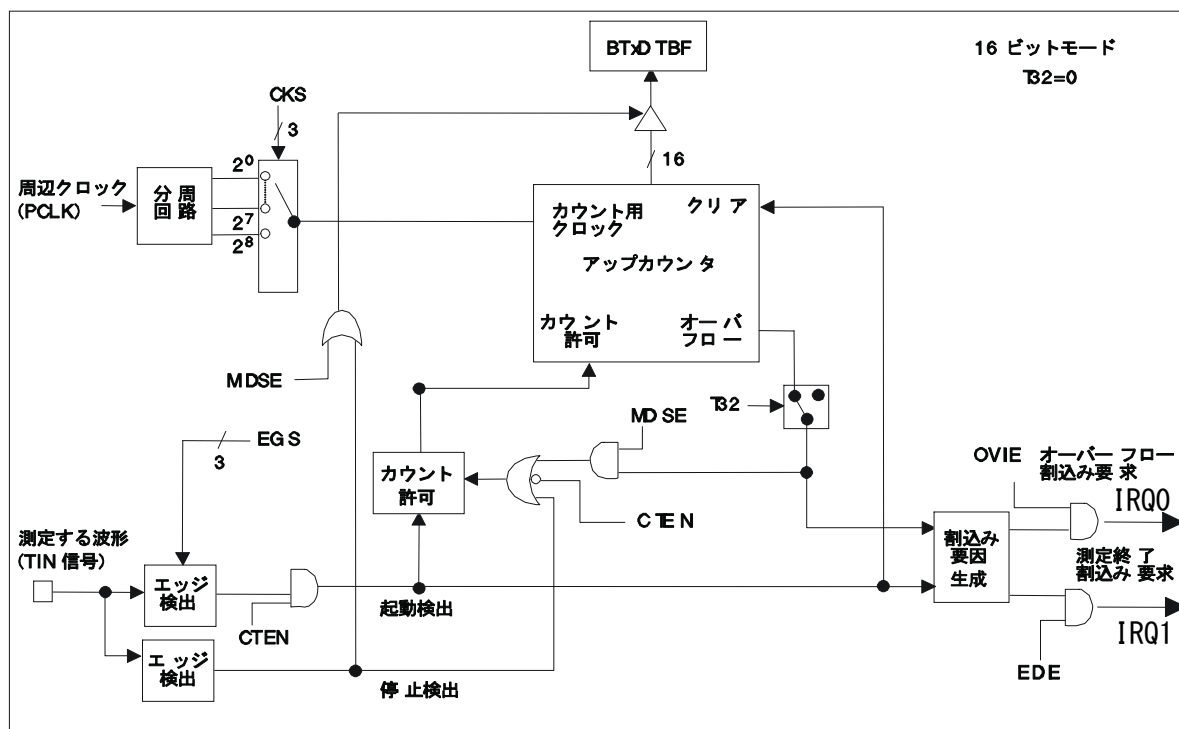 BTxDTBF
16 ビットモード
T32=0
CKS
3
周辺クロック
(PCLK)
分周
回路
2⁰
2⁷
2⁸
16
カウント用
クロック
クリア
アップカウンタ
カウント
許可
オーバ
フロー
MDSE
T32
MDSE
EGS
3
カウント
許可
CTEN
OVIE
オーバーフロー
割込み要求
IRQ0
測定する波形
(TIN 信号)
エッジ
検出
CTEN
起動検出
割込み
要因
生成
測定終了
割込み要求
IRQ1
EDE
エッジ
検出
停止検出